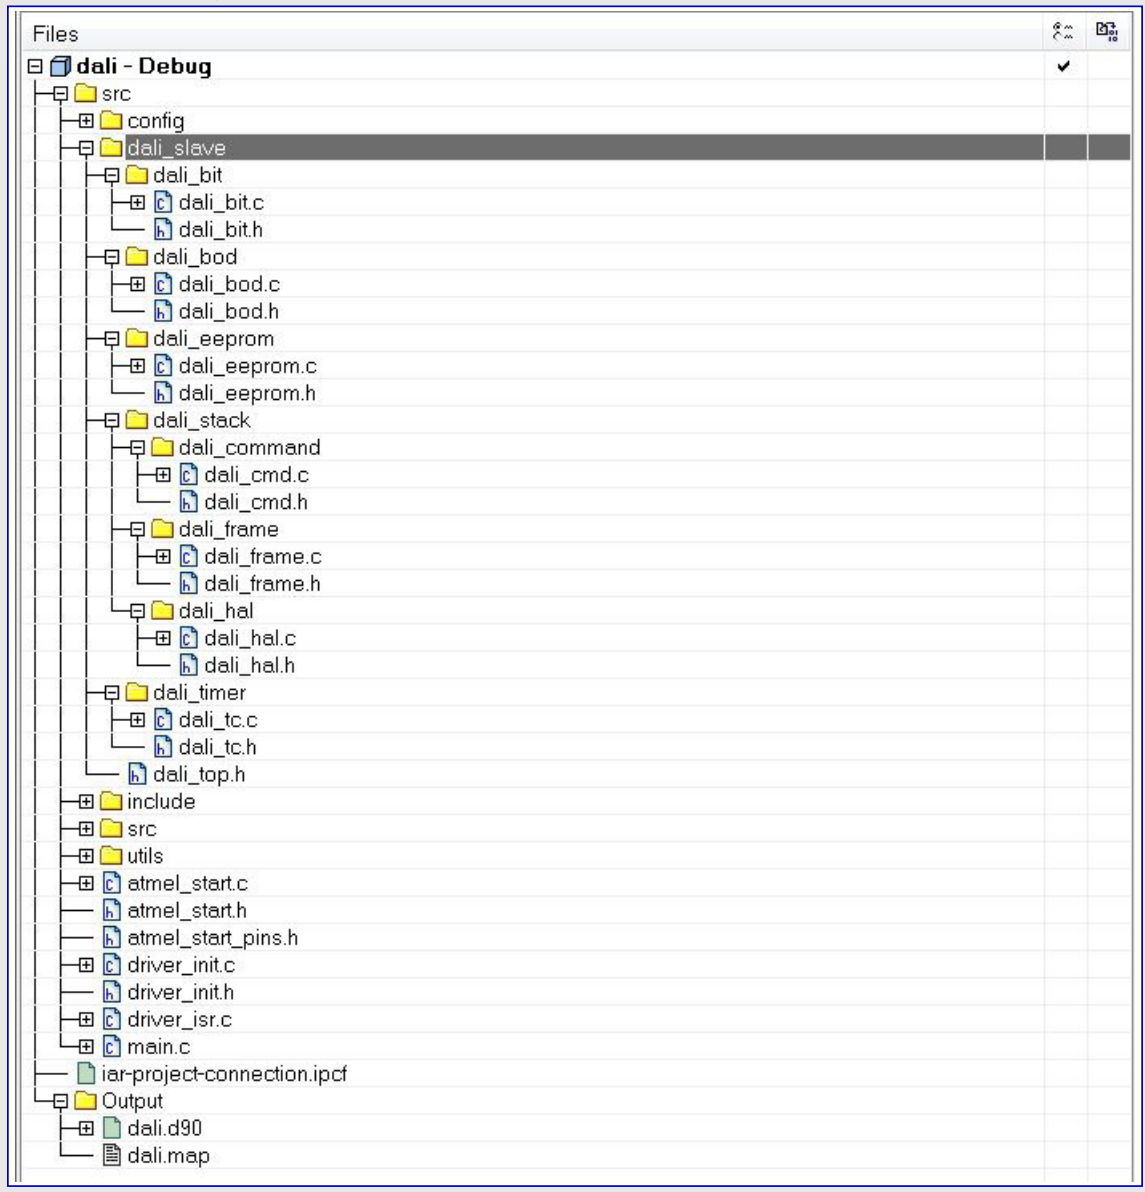 Files
dali - Debug
src
config
dali_slave
dali_bit
dali_bit.c
dali_bit.h
dali_bod
dali_bod.c
dali_bod.h
dali_eeprom
dali_eeprom.c
dali_eeprom.h
dali_stack
dali_command
dali_cmd.c
dali_cmd.h
dali_frame
dali_frame.c
dali_frame.h
dali_hal
dali_hal.c
dali_hal.h
dali_timer
dali_tc.c
dali_tc.h
dali_top.h
include
src
utils
atmel_start.c
atmel_start.h
atmel_start_pins.h
driver_init.c
driver_init.h
driver_isr.c
main.c
iar-project-connection.ipcf
Output
dali.d90
dali.map